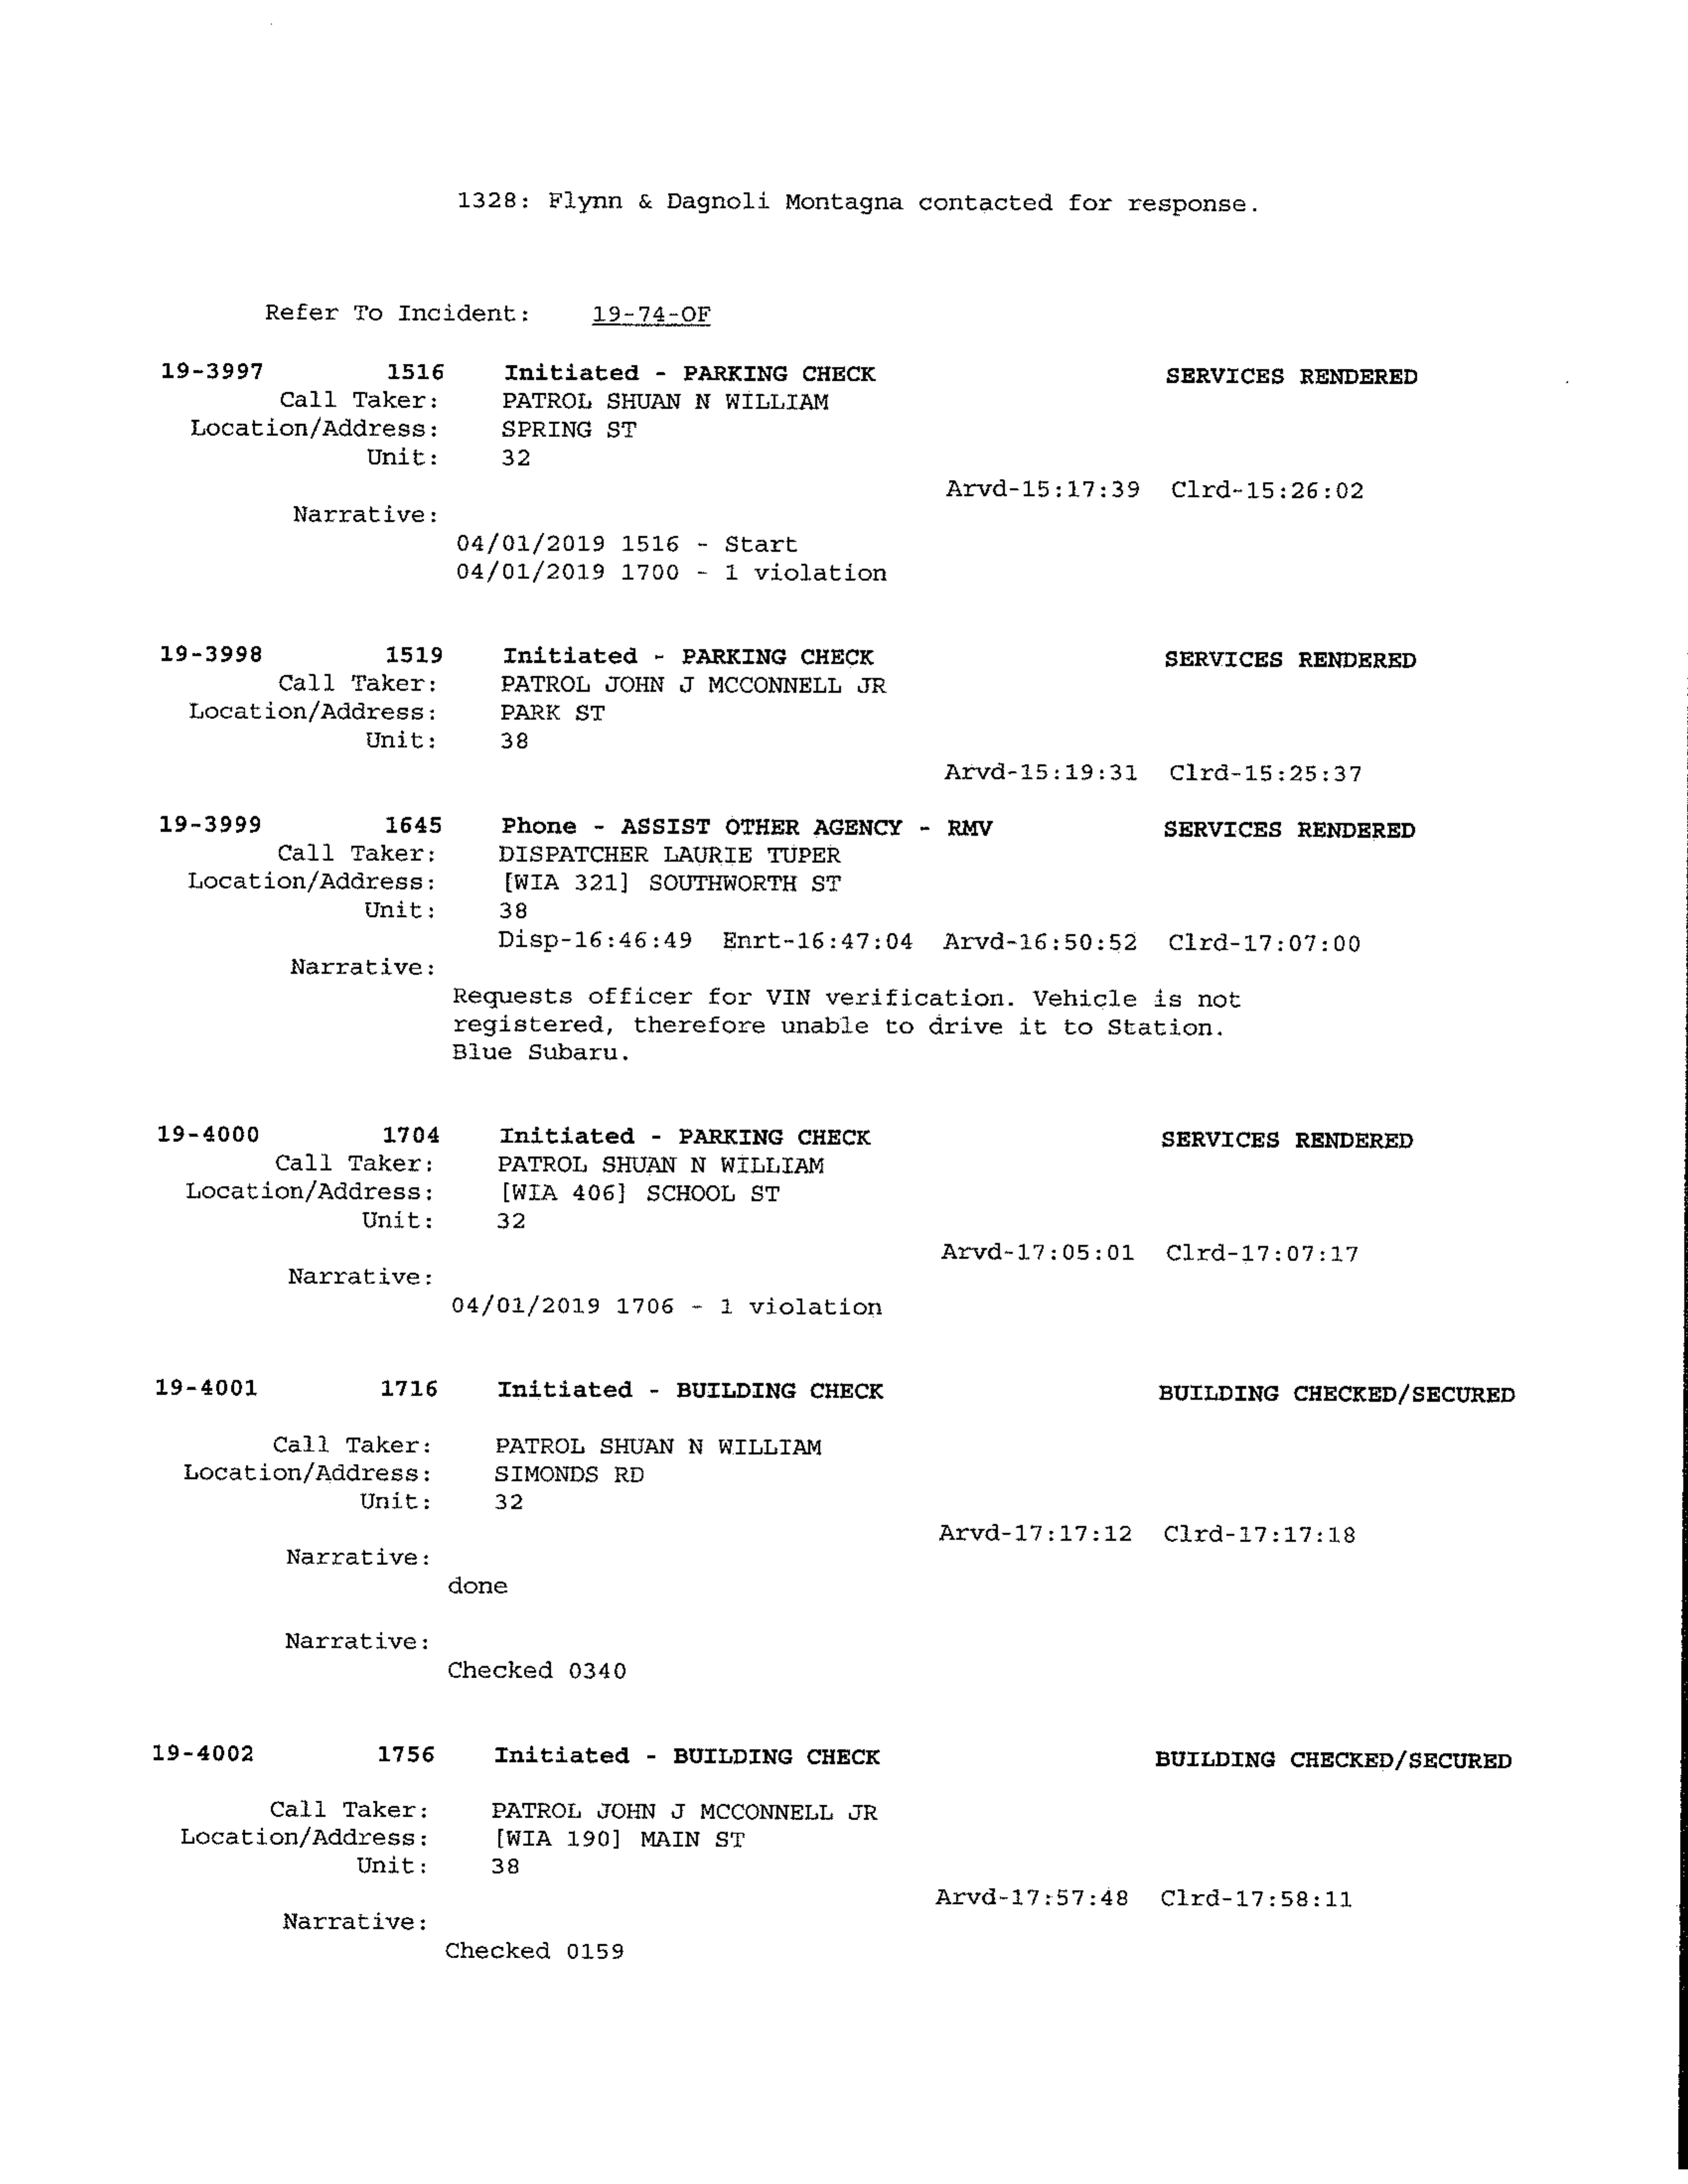 1328: Flynn & Dagnoli Montagna contacted for response.
Refer To Incident: 19-74-OF
19-3997 1516 Initiated - PARKING CHECK SERVICES RENDERED
Call Taker: PATROL SHUAN N WILLIAM
Location/Address: SPRING ST
Unit: 32
Arvd-15:17:39 Clrd-15:26:02
Narrative:
04/01/2019 1516 - Start
04/01/2019 1700 - 1 violation
19-3998 1519 Initiated - PARKING CHECK SERVICES RENDERED
Call Taker: PATROL JOHN J MCCONNELL JR
Location/Address: PARK ST
Unit: 38
Arvd-15:19:31 Clrd-15:25:37
19-3999 1645 Phone - ASSIST OTHER AGENCY - RMV SERVICES RENDERED
Call Taker: DISPATCHER LAURIE TUPER
Location/Address: [WIA 321] SOUTHWORTH ST
Unit: 38
Disp-16:46:49 Enrt-16:47:04 Arvd-16:50:52 Clrd-17:07:00
Narrative:
Requests officer for VIN verification. Vehicle is not
registered, therefore unable to drive it to Station.
Blue Subaru.
19-4000 1704 Initiated - PARKING CHECK SERVICES RENDERED
Call Taker: PATROL SHUAN N WILLIAM
Location/Address: [WIA 406] SCHOOL ST
Unit: 32
Arvd-17:05:01 Clrd-17:07:17
Narrative:
04/01/2019 1706 - 1 violation
19-4001 1716 Initiated - BUILDING CHECK BUILDING CHECKED/SECURED
Call Taker: PATROL SHUAN N WILLIAM
Location/Address: SIMONDS RD
Unit: 32
Arvd-17:17:12 Clrd-17:17:18
Narrative:
done
Narrative:
Checked 0340
19-4002 1756 Initiated - BUILDING CHECK BUILDING CHECKED/SECURED
Call Taker: PATROL JOHN J MCCONNELL JR
Location/Address: [WIA 190] MAIN ST
Unit: 38
Arvd-17:57:48 Clrd-17:58:11
Narrative:
Checked 0159